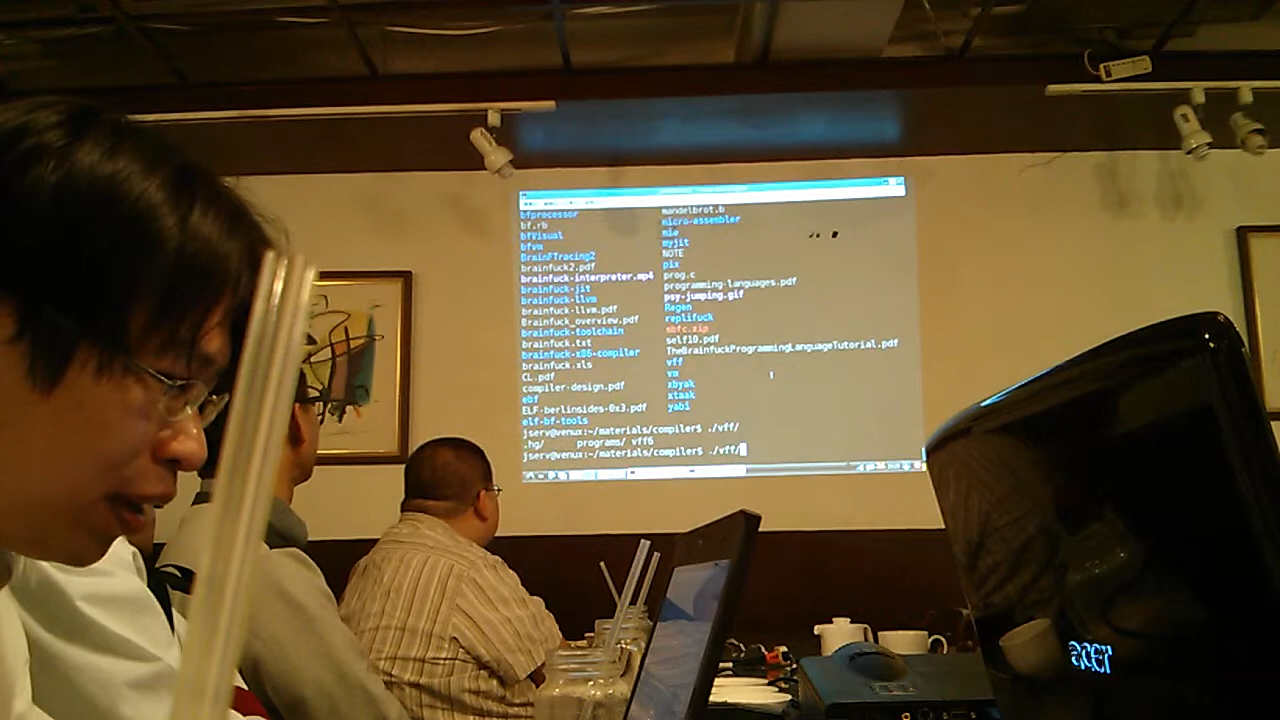 bfprocessor
bf.rb
bfVisual
bfvm
BrainFTracing2
brainfuck2.pdf
brainfuck-interpreter.mp4
brainfuck-jit
brainfuck-llvm
brainfuck-llvm.pdf
Brainfuck_overview.pdf
brainfuck-toolchain
brainfuck.txt
brainfuck-x86-compiler
brainfuck.xls
CL.pdf
compiler-design.pdf
ebf
ELF-berlinsides-0x3.pdf
elf-bf-tools
mandelbrot.b
micro-assembler
mie
myjit
NOTE
pix
prog.c
programming-languages.pdf
psy-jumping.gif
Regen
replifuck
sbfc.zip
self10.pdf
TheBrainfuckProgrammingLanguageTutorial.pdf
vff
vm
xbyak
xtaak
yabi
jserv@venux:~/materials/compiler$ ./vff/
.hg/ programs/ vff6
jserv@venux:~/materials/compiler$ ./vff/
acer